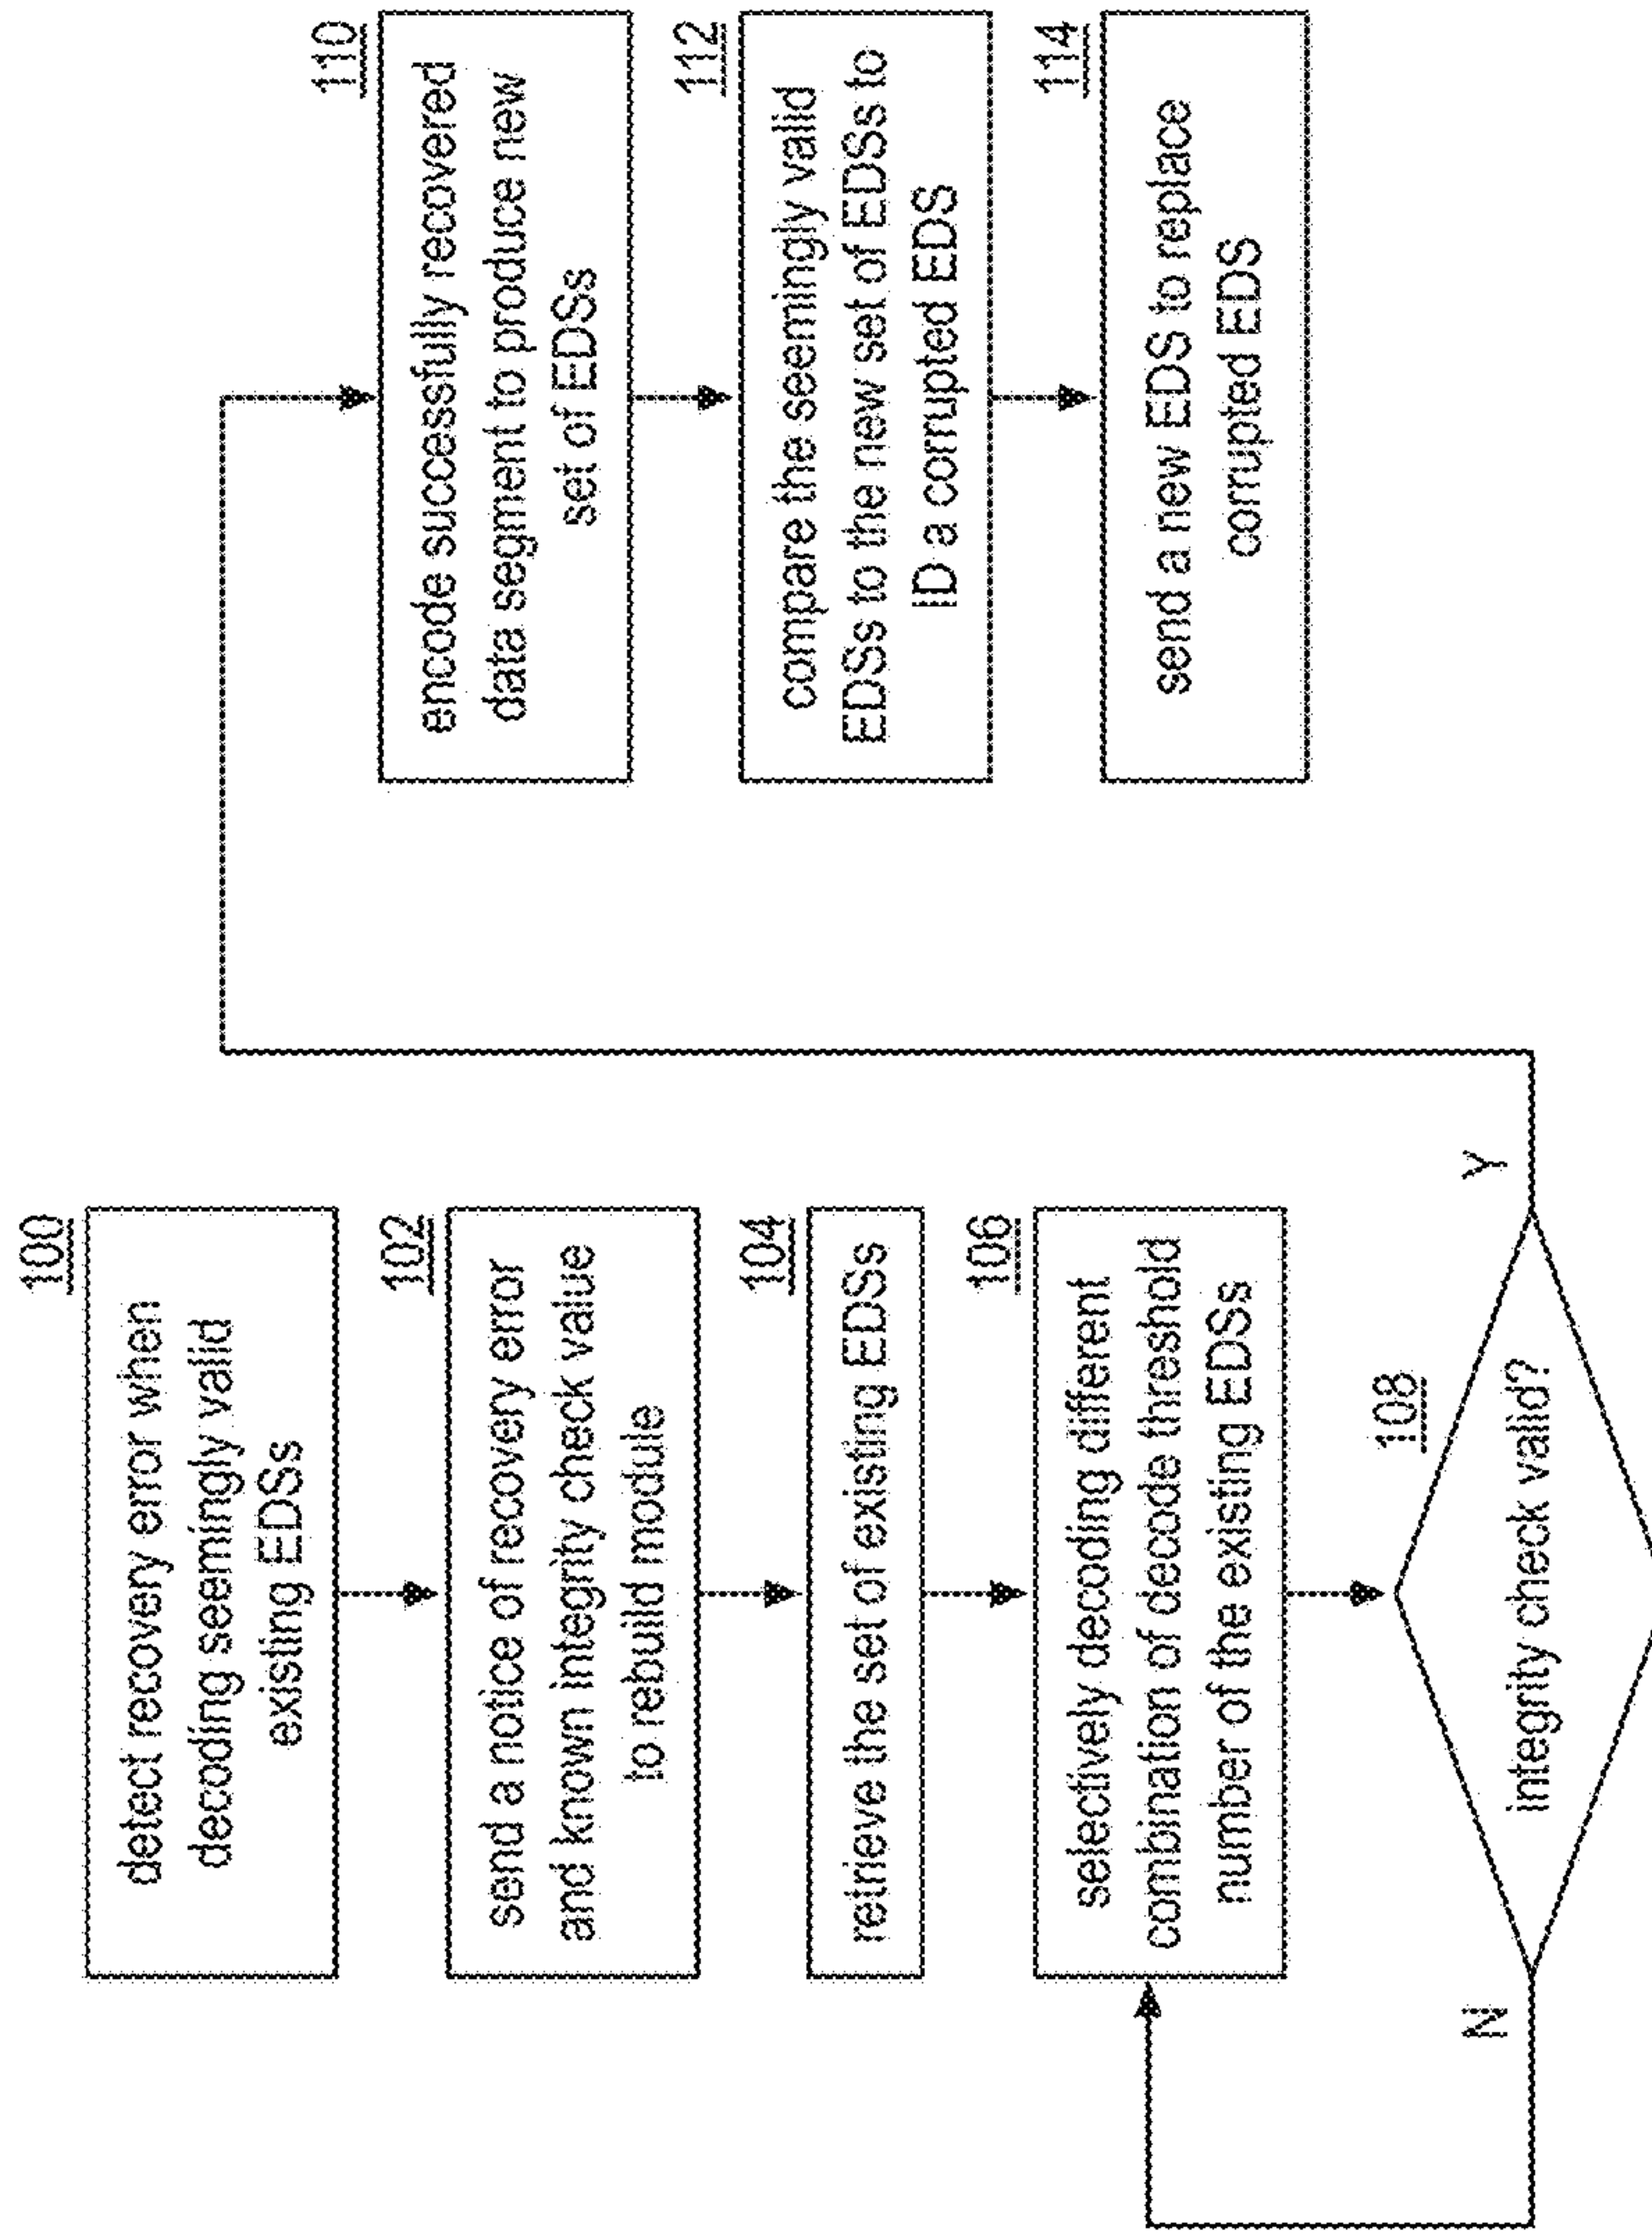 100
detect recovery error when
decoding seemingly valid
existing EDSs
102
send a notice of recovery error
and known integrity check value
to rebuild module
104
retrieve the set of existing EDSs
106
selectively decoding different
combination of decode threshold
number of the existing EDSs
108
integrity check valid?
N
Y
110
encode successfully recovered
data segment to produce new
set of EDSs
112
compare the seemingly valid
EDSs to the new set of EDSs to
ID a corrupted EDS
114
send a new EDS to replace
corrupted EDS